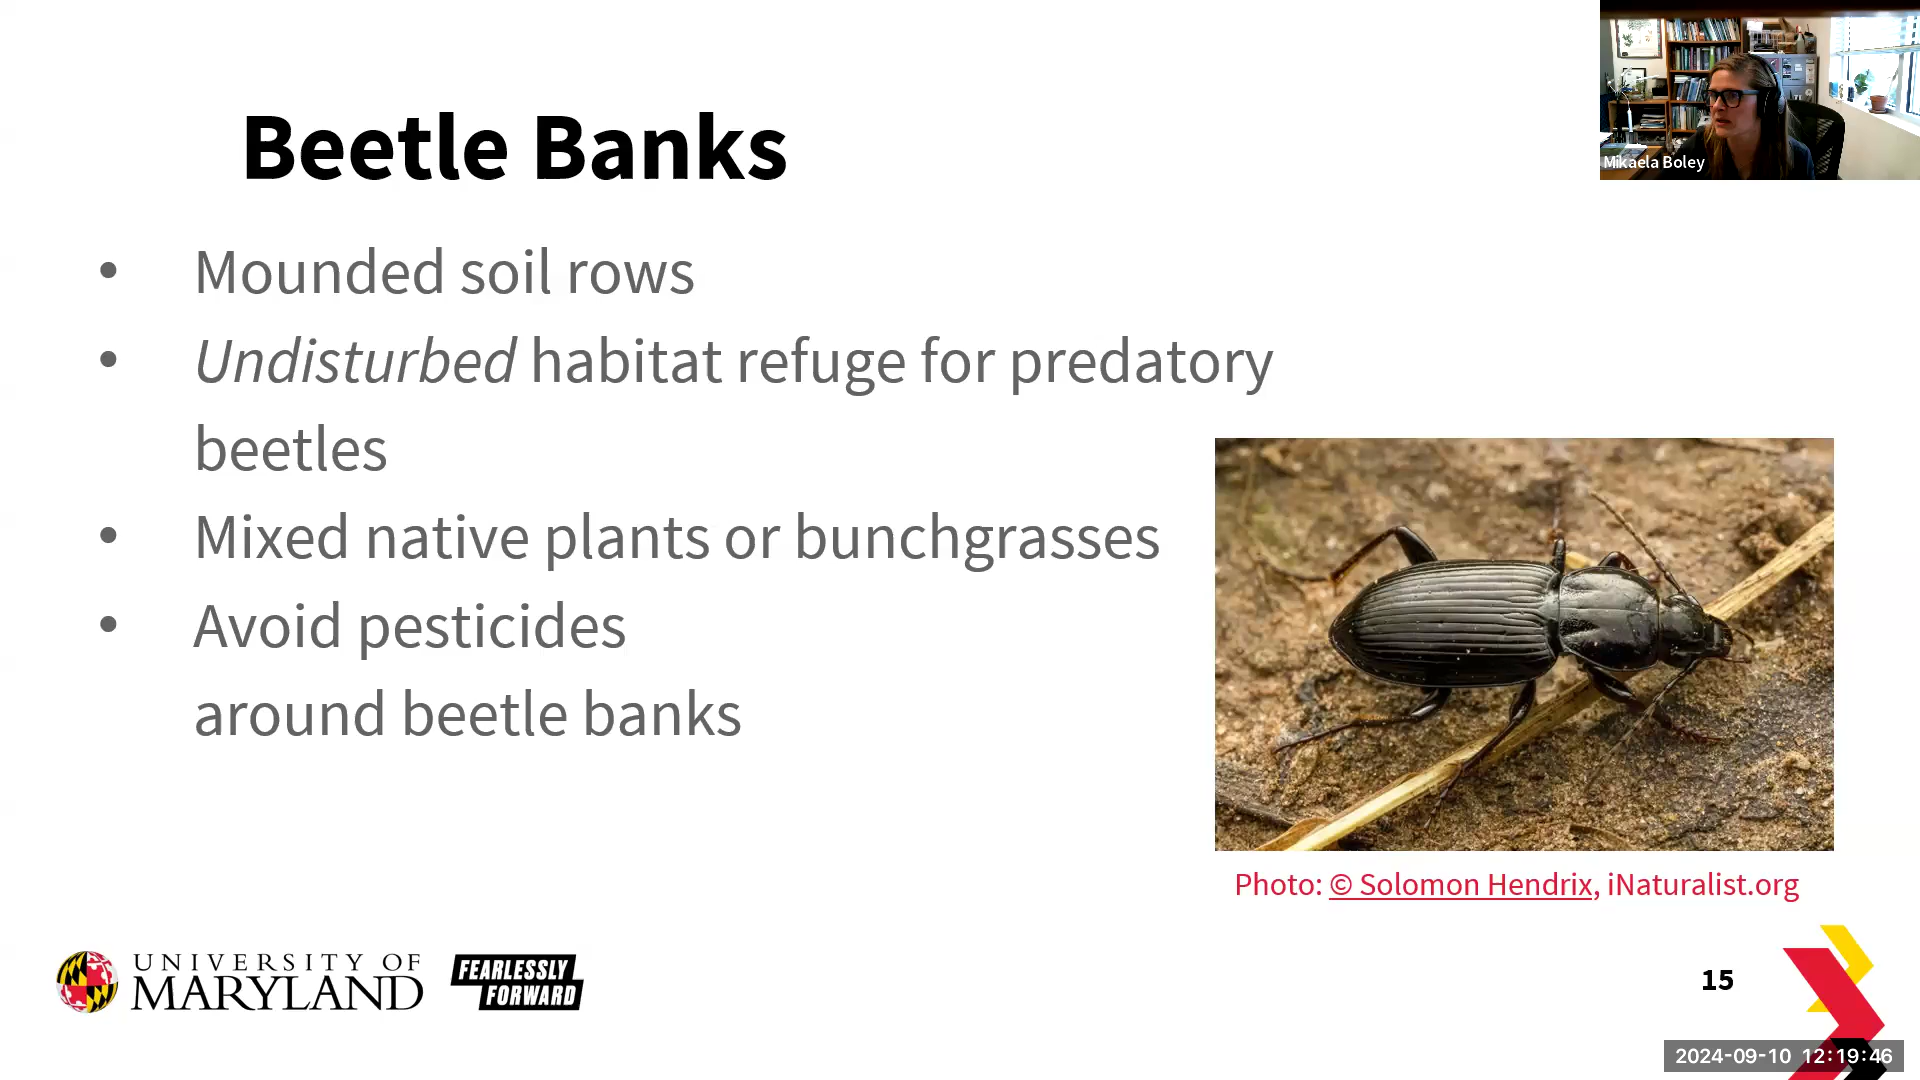 Beetle Banks
Mikaela Boley
• Mounded soil rows
• Undisturbed habitat refuge for predatory
beetles
• Mixed native plants or bunchgrasses
• Avoid pesticides
around beetle banks
Photo: © Solomon Hendrix, iNaturalist.org
UNIVERSITY OF
MARYLAND
FEARLESSLY
FORWARD
15
2024-09-10 12:19:46